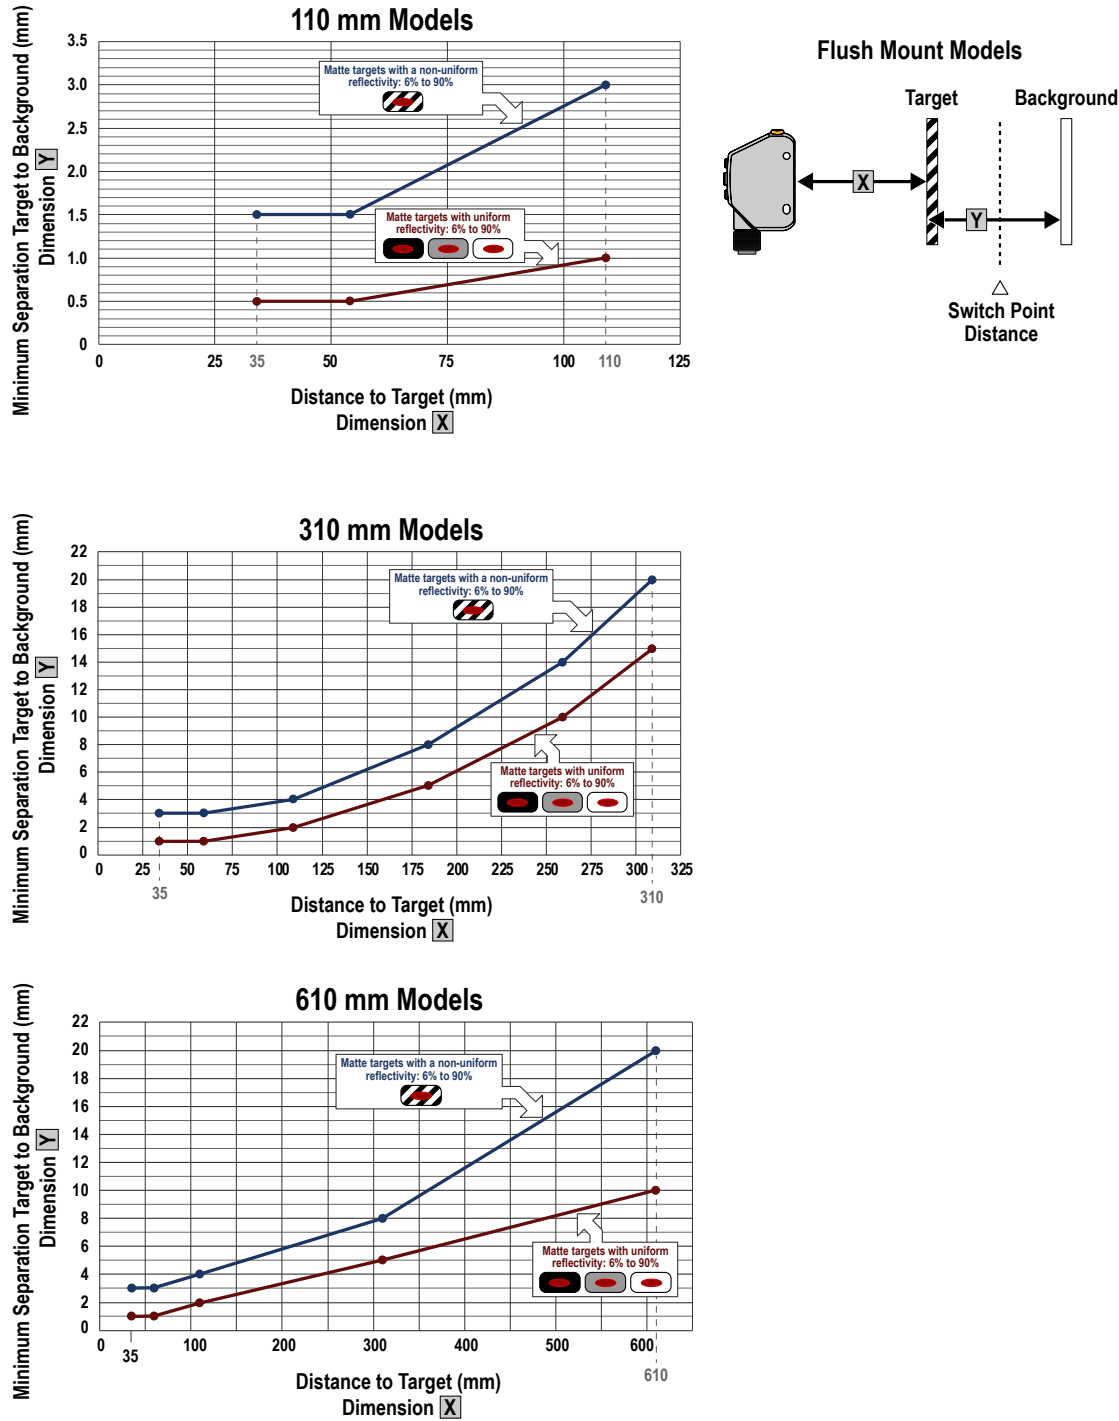 110 mm Models
Minimum Separation Target to Background (mm)
Dimension Y
3.5
3.0
2.5
2.0
1.5
1.0
0.5
0
Matte targets with a non-uniform
reflectivity: 6% to 90%
Matte targets with uniform
reflectivity: 6% to 90%
0 25 35 50 75 100 110 125
Distance to Target (mm)
Dimension X
Flush Mount Models
Target Background
X
Y
Switch Point
Distance
310 mm Models
Minimum Separation Target to Background (mm)
Dimension Y
22
20
18
16
14
12
10
8
6
4
2
0
Matte targets with a non-uniform
reflectivity: 6% to 90%
Matte targets with uniform
reflectivity: 6% to 90%
0 25 50 75 100 125 150 175 200 225 250 275 300 325
35 310
Distance to Target (mm)
Dimension X
610 mm Models
Minimum Separation Target to Background (mm)
Dimension Y
22
20
18
16
14
12
10
8
6
4
2
0
Matte targets with a non-uniform
reflectivity: 6% to 90%
Matte targets with uniform
reflectivity: 6% to 90%
0 100 200 300 400 500 600
35 610
Distance to Target (mm)
Dimension X